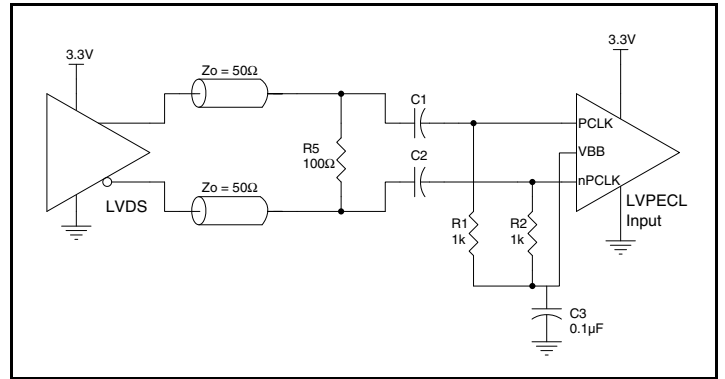 3.3V
3.3V
Zo = 50Ω
C1
PCLK
R5
100Ω
VBB
C2
nPCLK
Zo = 50Ω
LVDS
LVPECL
Input
R1
1k
R2
1k
C3
0.1µF